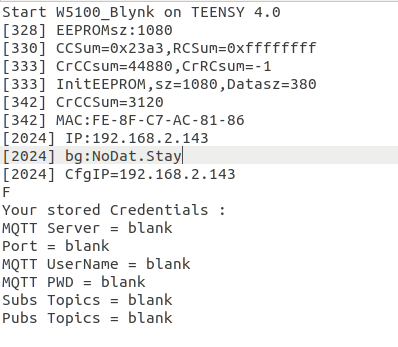 Start W5100_Blynk on TEENSY 4.0
[328] EEPROMsz:1080
[330] CCSum=0x23a3,RCSum=0xffffffff
[333] CrCCsum=44880,CrRCsum=-1
[333] InitEEPROM,sz=1080,Datasz=380
[342] CrCCSum=3120
[342] MAC:FE-8F-C7-AC-81-86
[2024] IP:192.168.2.143
[2024] bg:NoDat.Stay
[2024] CfgIP=192.168.2.143
F
Your stored Credentials :
MQTT Server = blank
Port = blank
MQTT UserName = blank
MQTT PWD = blank
Subs Topics = blank
Pubs Topics = blank